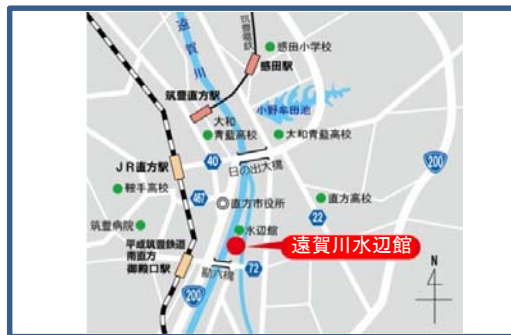 遠賀川
筑豊電鉄
感田小学校
感田駅
筑豊直方駅
小野牟田池
大和
青藍高校
大和青藍高校
JR直方駅
40
日の出大橋
200
鞍手高校
467
直方市役所
直方高校
22
筑豊病院
水辺館
遠賀川水辺館
平成筑豊鉄道
南直方
御殿口駅
勘六橋
72
N
200